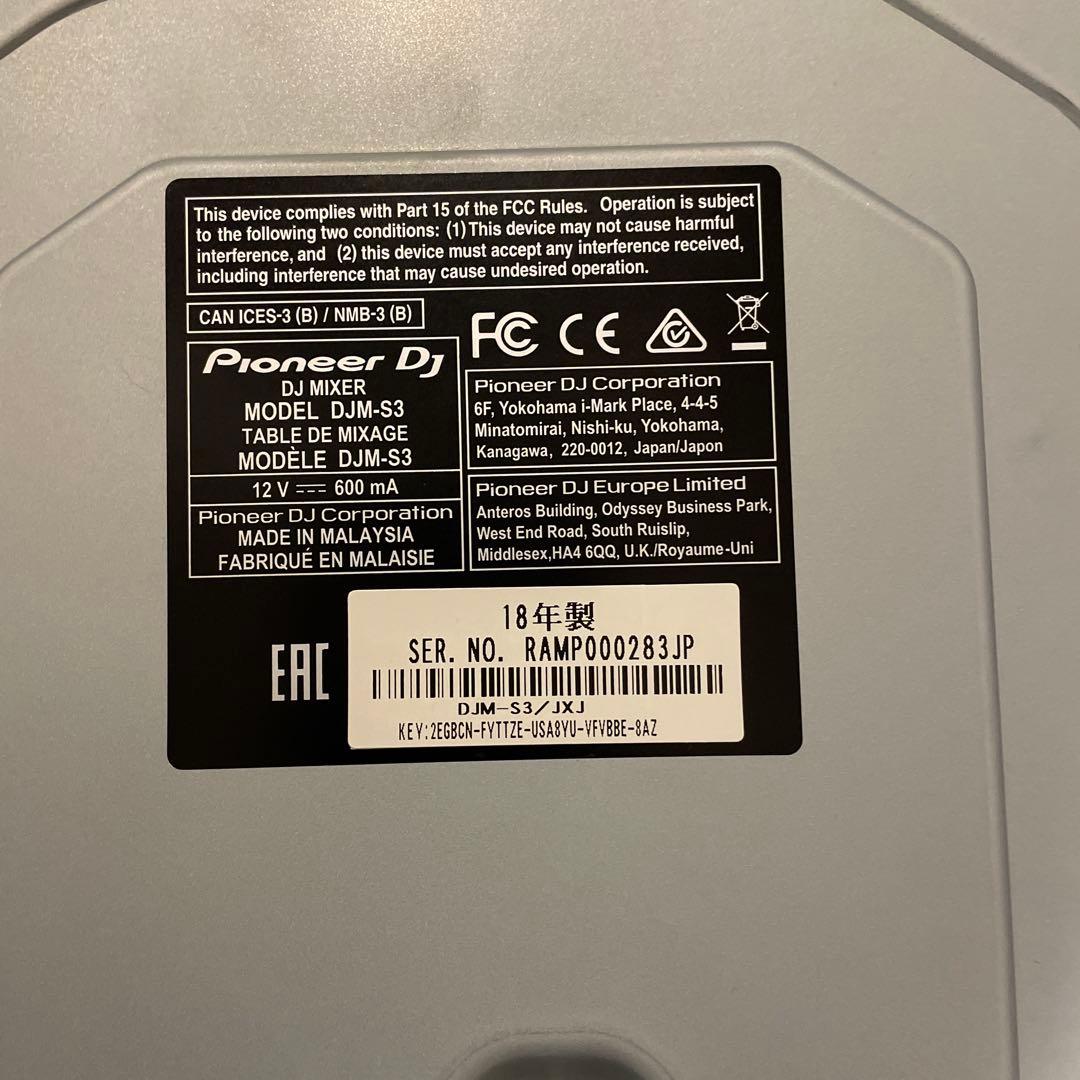 This device complies with Part 15 of the FCC Rules. Operation is subject
to the following two conditions: (1) This device may not cause harmful
interference, and (2) this device must accept any interference received,
including interference that may cause undesired operation.
CAN ICES-3 (B) / NMB-3 (B)
FC CE
Pioneer DJ
DJ MIXER
MODEL DJM-S3
TABLE DE MIXAGE
MODÈLE DJM-S3
12 V ⎓ 600 mA
Pioneer DJ Corporation
MADE IN MALAYSIA
FABRIQUÉ EN MALAISIE
Pioneer DJ Corporation
6F, Yokohama i-Mark Place, 4-4-5
Minatomirai, Nishi-ku, Yokohama,
Kanagawa, 220-0012, Japan/Japon
Pioneer DJ Europe Limited
Anteros Building, Odyssey Business Park,
West End Road, South Ruislip,
Middlesex,HA4 6QQ, U.K./Royaume-Uni
EAC
18年製
SER. NO. RAMP000283JP
DJM-S3/JXJ
KEY:2EGBCN-FYTTZE-USA8YU-VFVBBE-8AZ